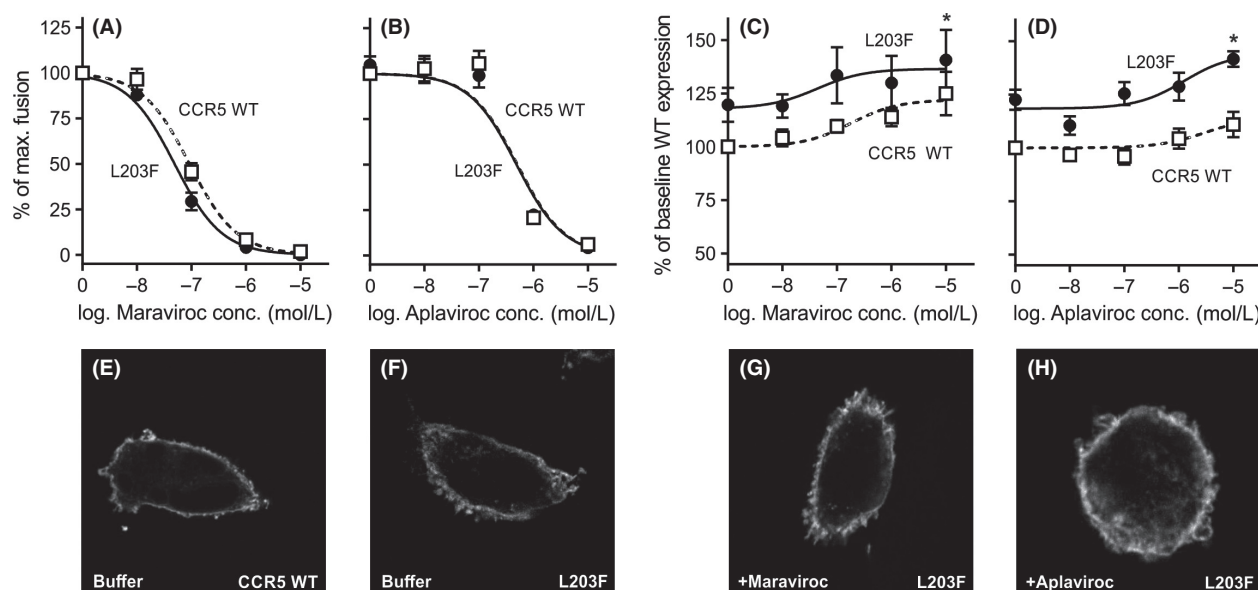 (A)
125
100
75
50
25
0
% of max. fusion
CCR5 WT
L203F
0 –8 –7 –6 –5
log. Maraviroc conc. (mol/L)
(B)
CCR5 WT
L203F
0 –8 –7 –6 –5
log. Aplaviroc conc. (mol/L)
(C)
*
150
125
100
75
50
% of baseline WT expression
L203F
CCR5 WT
0 –8 –7 –6 –5
log. Maraviroc conc. (mol/L)
(D)
*
L203F
CCR5 WT
0 –8 –7 –6 –5
log. Aplaviroc conc. (mol/L)
(E)
Buffer CCR5 WT
(F)
Buffer L203F
(G)
+Maraviroc L203F
(H)
+Aplaviroc L203F